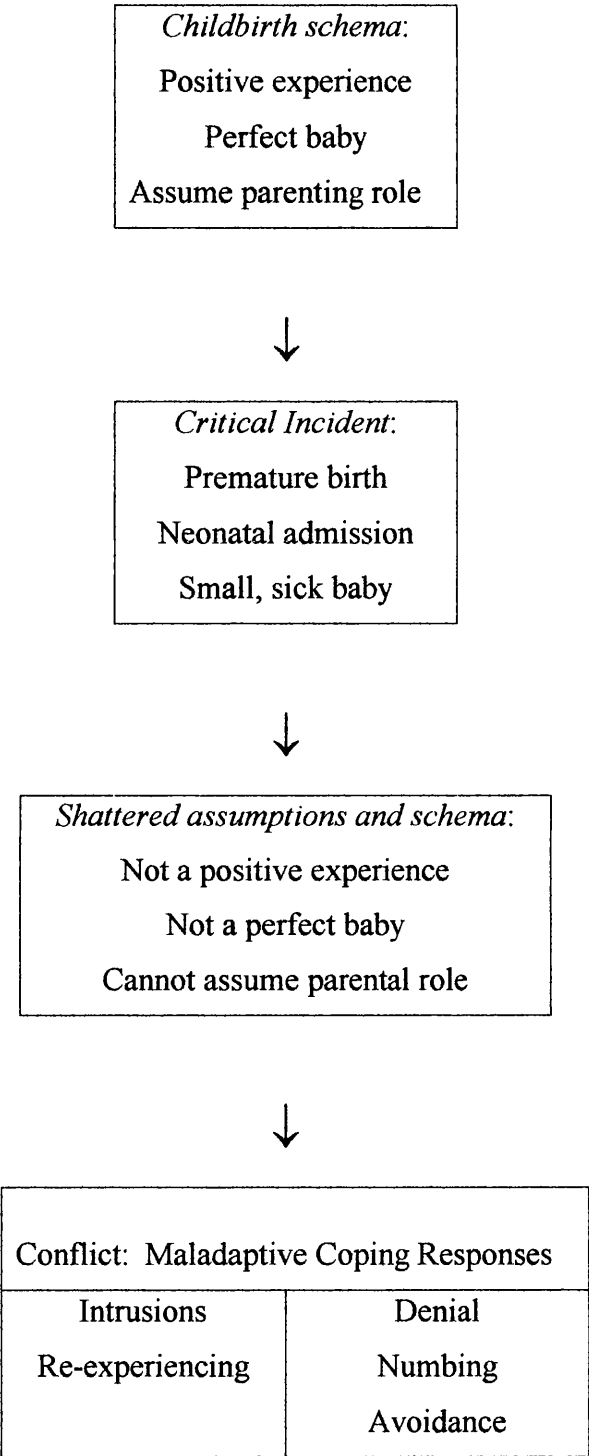 Childbirth schema:
Positive experience
Perfect baby
Assume parenting role
Critical Incident:
Premature birth
Neonatal admission
Small, sick baby
Shattered assumptions and schema:
Not a positive experience
Not a perfect baby
Cannot assume parental role
Conflict: Maladaptive Coping Responses
Intrusions
Re-experiencing
Denial
Numbing
Avoidance